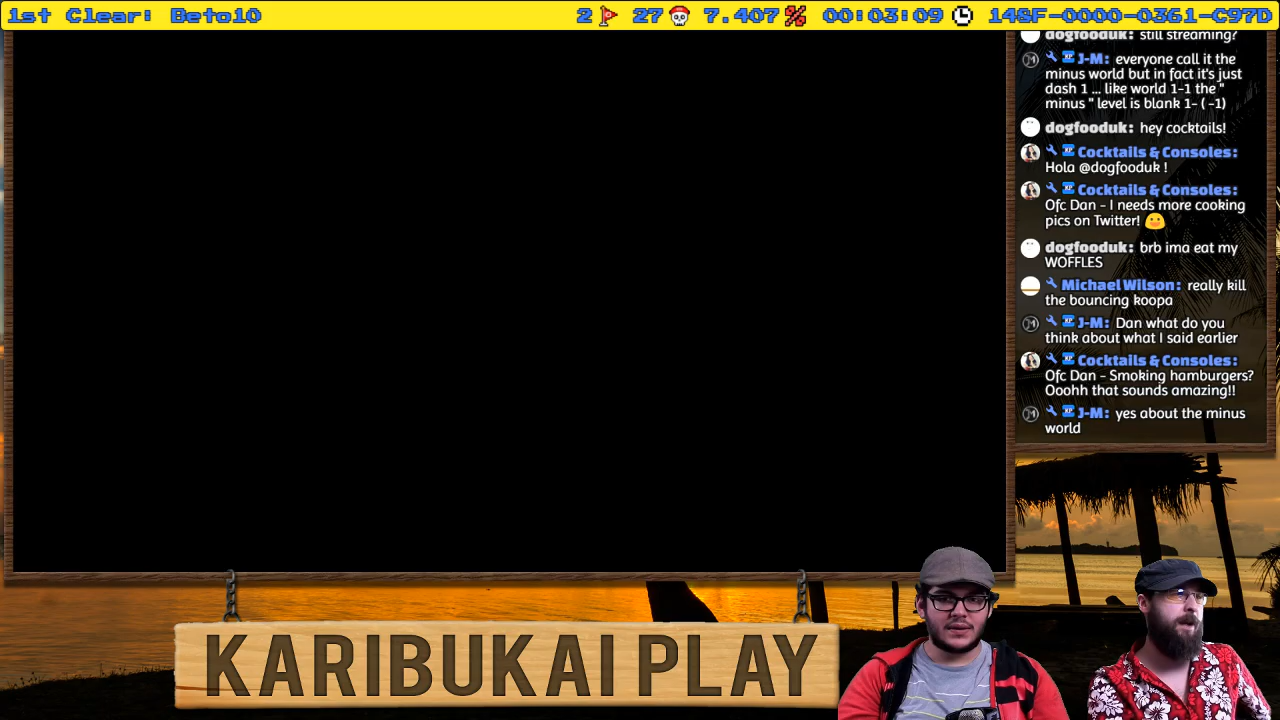 1st Clear: Beto10 2 27 7.407% 00:03:09 148F-0000-0361-C97D
dogfooduk: still streaming?
J-M: everyone call it the
minus world but in fact it's just
dash 1 ... like world 1-1 the "
minus " level is blank 1- ( -1)
dogfooduk: hey cocktails!
Cocktails & Consoles:
Hola @dogfooduk !
Cocktails & Consoles:
Ofc Dan - I needs more cooking
pics on Twitter!
dogfooduk: brb ima eat my
WOFFLES
Michael Wilson: really kill
the bouncing koopa
J-M: Dan what do you
think about what I said earlier
Cocktails & Consoles:
Ofc Dan - Smoking hamburgers?
Ooohh that sounds amazing!!
J-M: yes about the minus
world
KARIBUKAI PLAY